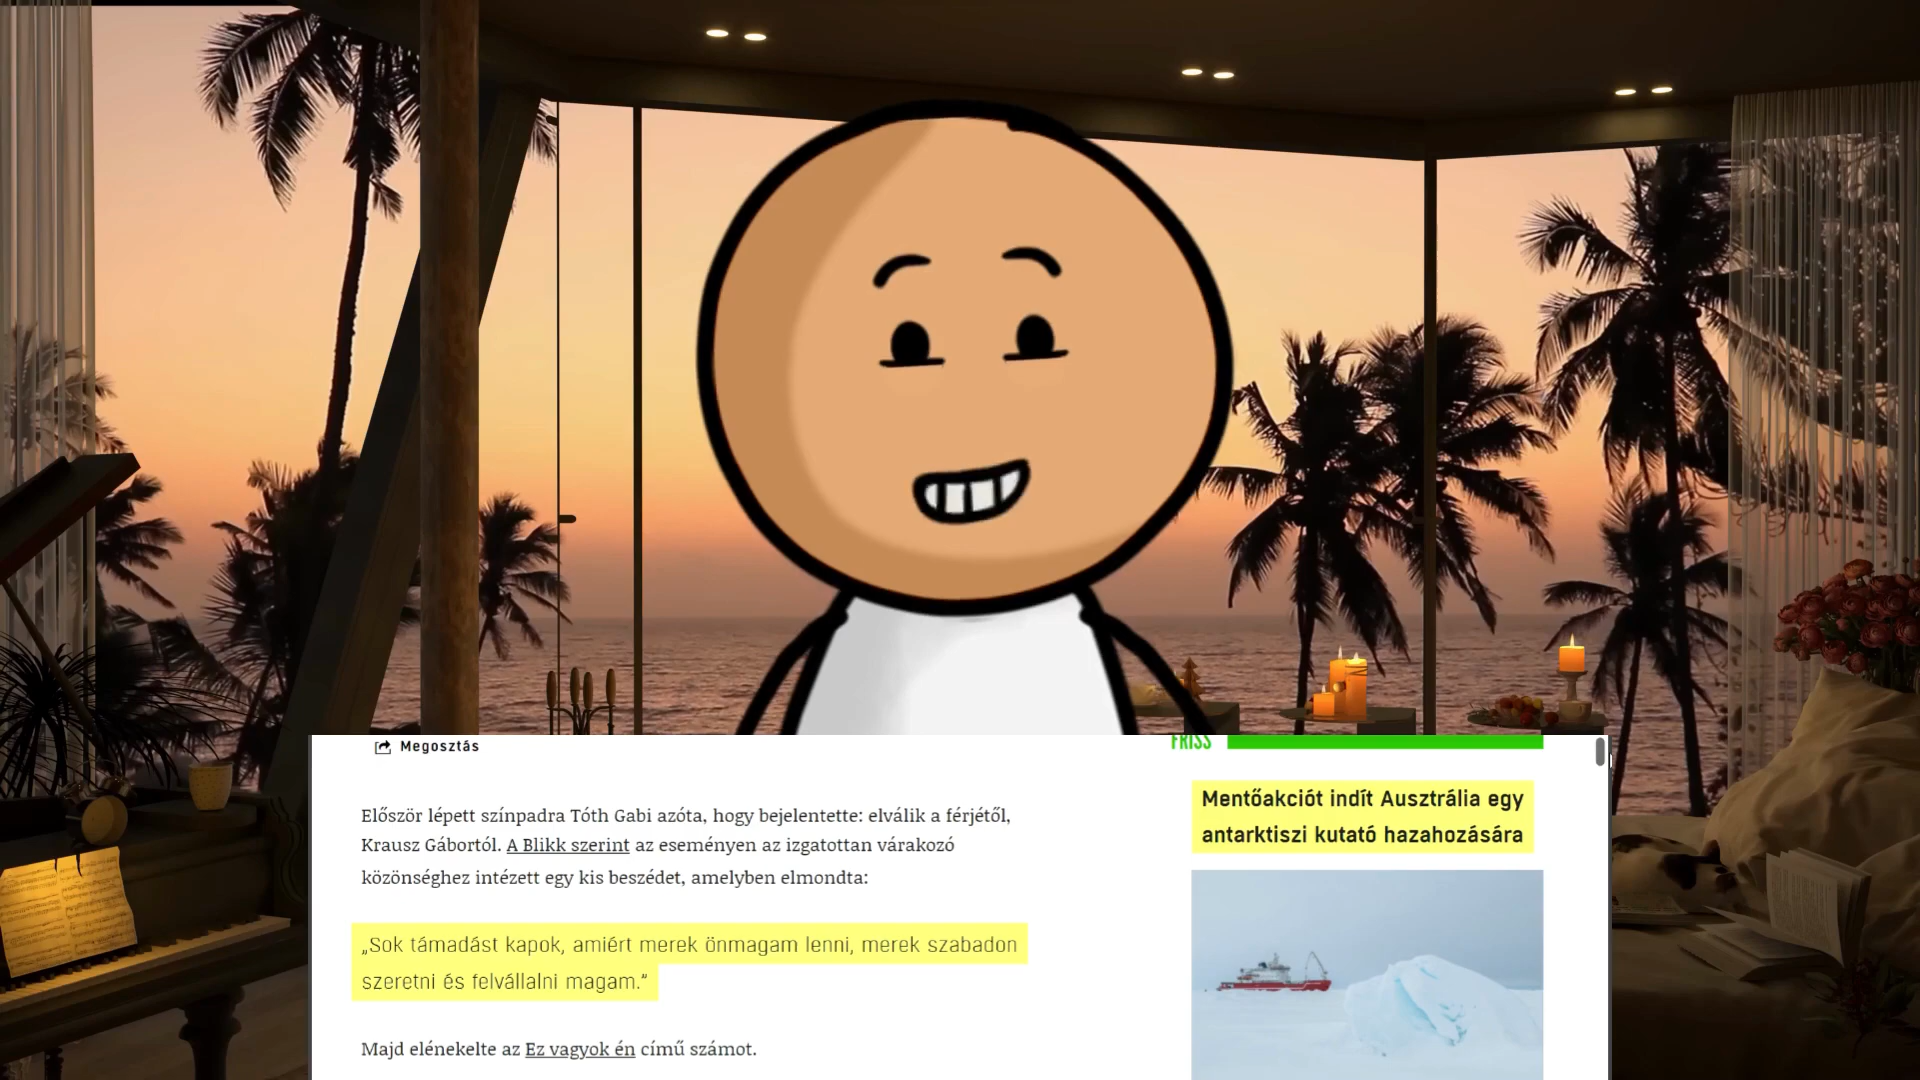 Megosztás
Először lépett színpadra Tóth Gabi azóta, hogy bejelentette: elválik a férjétől,
Krausz Gábortól. A Blikk szerint az eseményen az izgatottan várakozó
közönséghez intézett egy kis beszédet, amelyben elmondta:
„Sok támadást kapok, amiért merek önmagam lenni, merek szabadon
szeretni és felvállalni magam.”
Majd elénekelte az Ez vagyok én című számot.
FRISS
Mentőakciót indít Ausztrália egy
antarktiszi kutató hazahozására